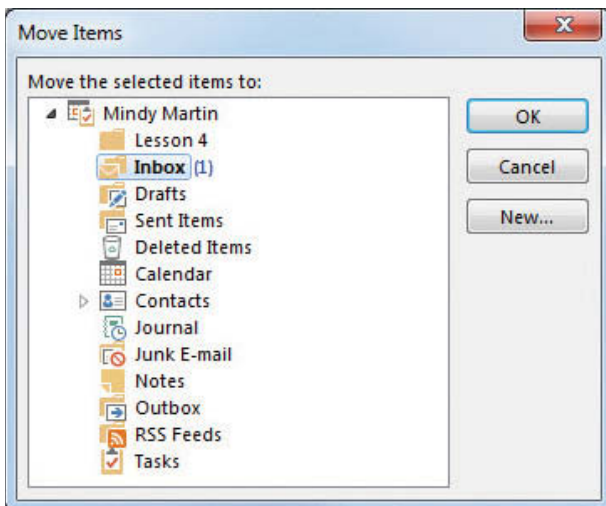 Move Items
Move the selected items to:
Mindy Martin
Lesson 4
Inbox (1)
Drafts
Sent Items
Deleted Items
Calendar
Contacts
Journal
Junk E-mail
Notes
Outbox
RSS Feeds
Tasks
OK
Cancel
New...